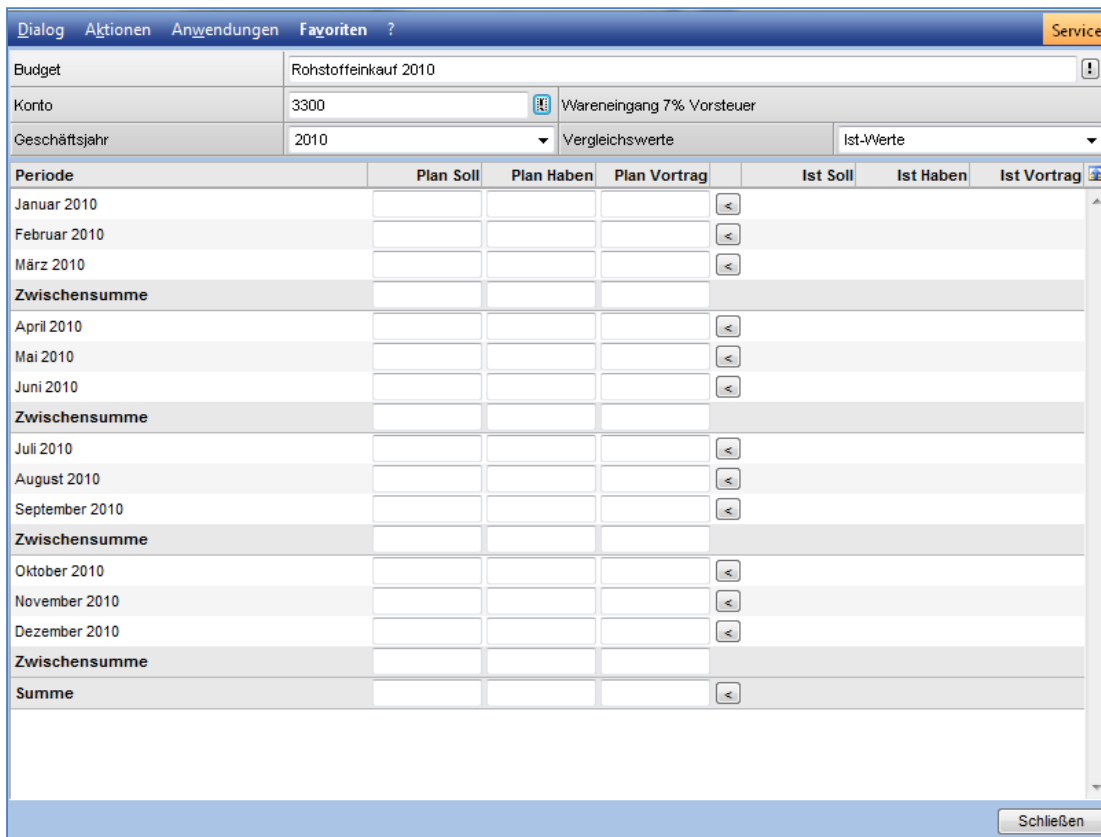 Dialog Aktionen Anwendungen Favoriten ? Service
Budget Rohstoffeinkauf 2010 !
Konto 3300 ! Wareneingang 7% Vorsteuer
Geschäftsjahr 2010 Vergleichswerte Ist-Werte
Periode Plan Soll Plan Haben Plan Vortrag Ist Soll Ist Haben Ist Vortrag
Januar 2010 <
Februar 2010 <
März 2010 <
Zwischensumme
April 2010 <
Mai 2010 <
Juni 2010 <
Zwischensumme
Juli 2010 <
August 2010 <
September 2010 <
Zwischensumme
Oktober 2010 <
November 2010 <
Dezember 2010 <
Zwischensumme
Summe <
Schließen